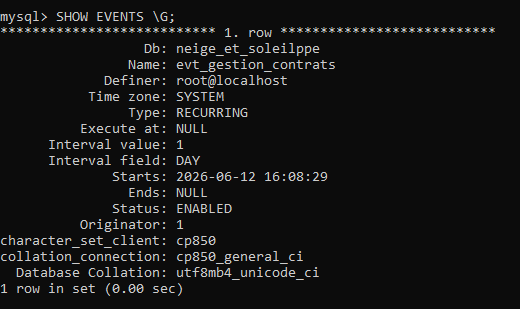 mysql> SHOW EVENTS \G;
*************************** 1. row ***************************
Db: neige_et_soleilppe
Name: evt_gestion_contrats
Definer: root@localhost
Time zone: SYSTEM
Type: RECURRING
Execute at: NULL
Interval value: 1
Interval field: DAY
Starts: 2026-06-12 16:08:29
Ends: NULL
Status: ENABLED
Originator: 1
character_set_client: cp850
collation_connection: cp850_general_ci
Database Collation: utf8mb4_unicode_ci
1 row in set (0.00 sec)